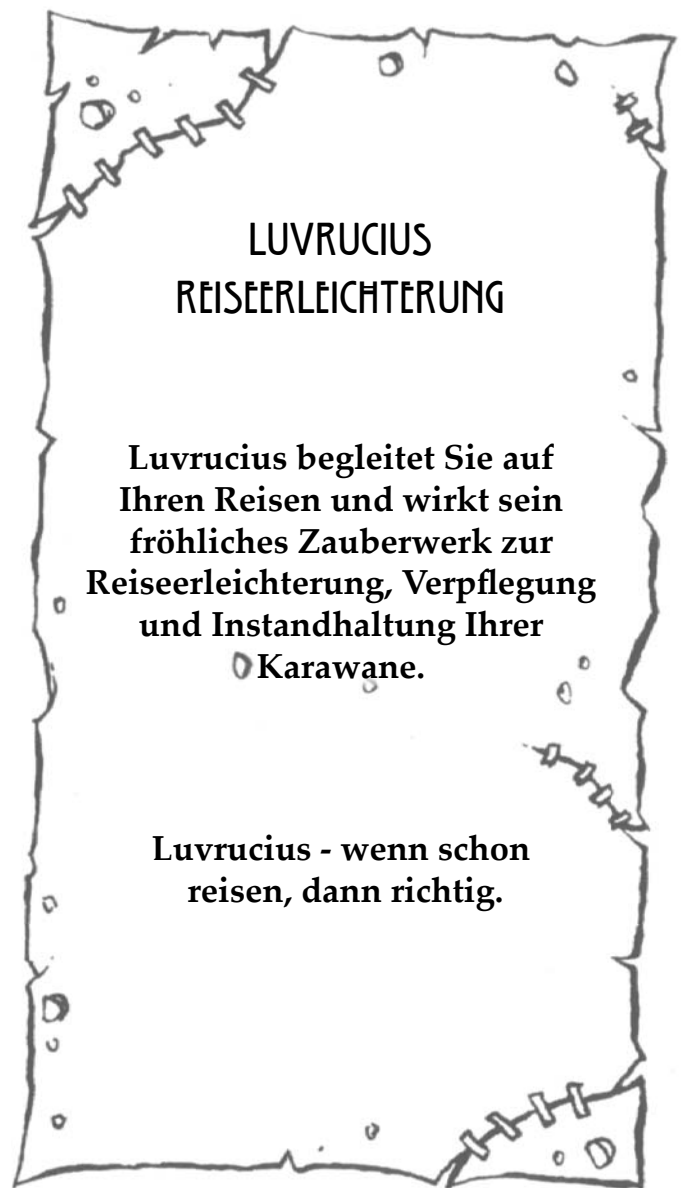 LUVRUCIUS
REISEERLEICHTERUNG
Luvrucius begleitet Sie auf
Ihren Reisen und wirkt sein
fröhliches Zauberwerk zur
Reiseerleichterung, Verpflegung
und Instandhaltung Ihrer
Karawane.
Luvrucius - wenn schon
reisen, dann richtig.